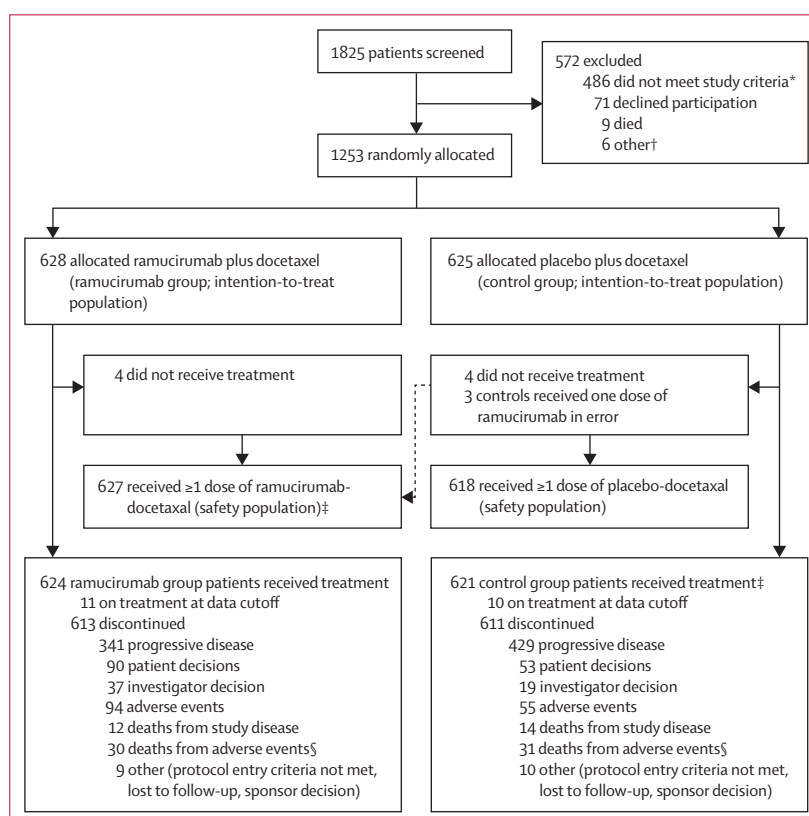 1825 patients screened
572 excluded
486 did not meet study criteria*
71 declined participation
9 died
6 other†
1253 randomly allocated
628 allocated ramucirumab plus docetaxel
(ramucirumab group; intention-to-treat
population)
625 allocated placebo plus docetaxel
(control group; intention-to-treat population)
4 did not receive treatment
4 did not receive treatment
3 controls received one dose of
ramucirumab in error
627 received ≥1 dose of ramucirumab-
docetaxal (safety population)‡
618 received ≥1 dose of placebo-docetaxal
(safety population)
624 ramucirumab group patients received treatment
11 on treatment at data cutoff
613 discontinued
341 progressive disease
90 patient decisions
37 investigator decision
94 adverse events
12 deaths from study disease
30 deaths from adverse events§
9 other (protocol entry criteria not met,
lost to follow-up, sponsor decision)
621 control group patients received treatment‡
10 on treatment at data cutoff
611 discontinued
429 progressive disease
53 patient decisions
19 investigator decision
55 adverse events
14 deaths from study disease
31 deaths from adverse events§
10 other (protocol entry criteria not met,
lost to follow-up, sponsor decision)